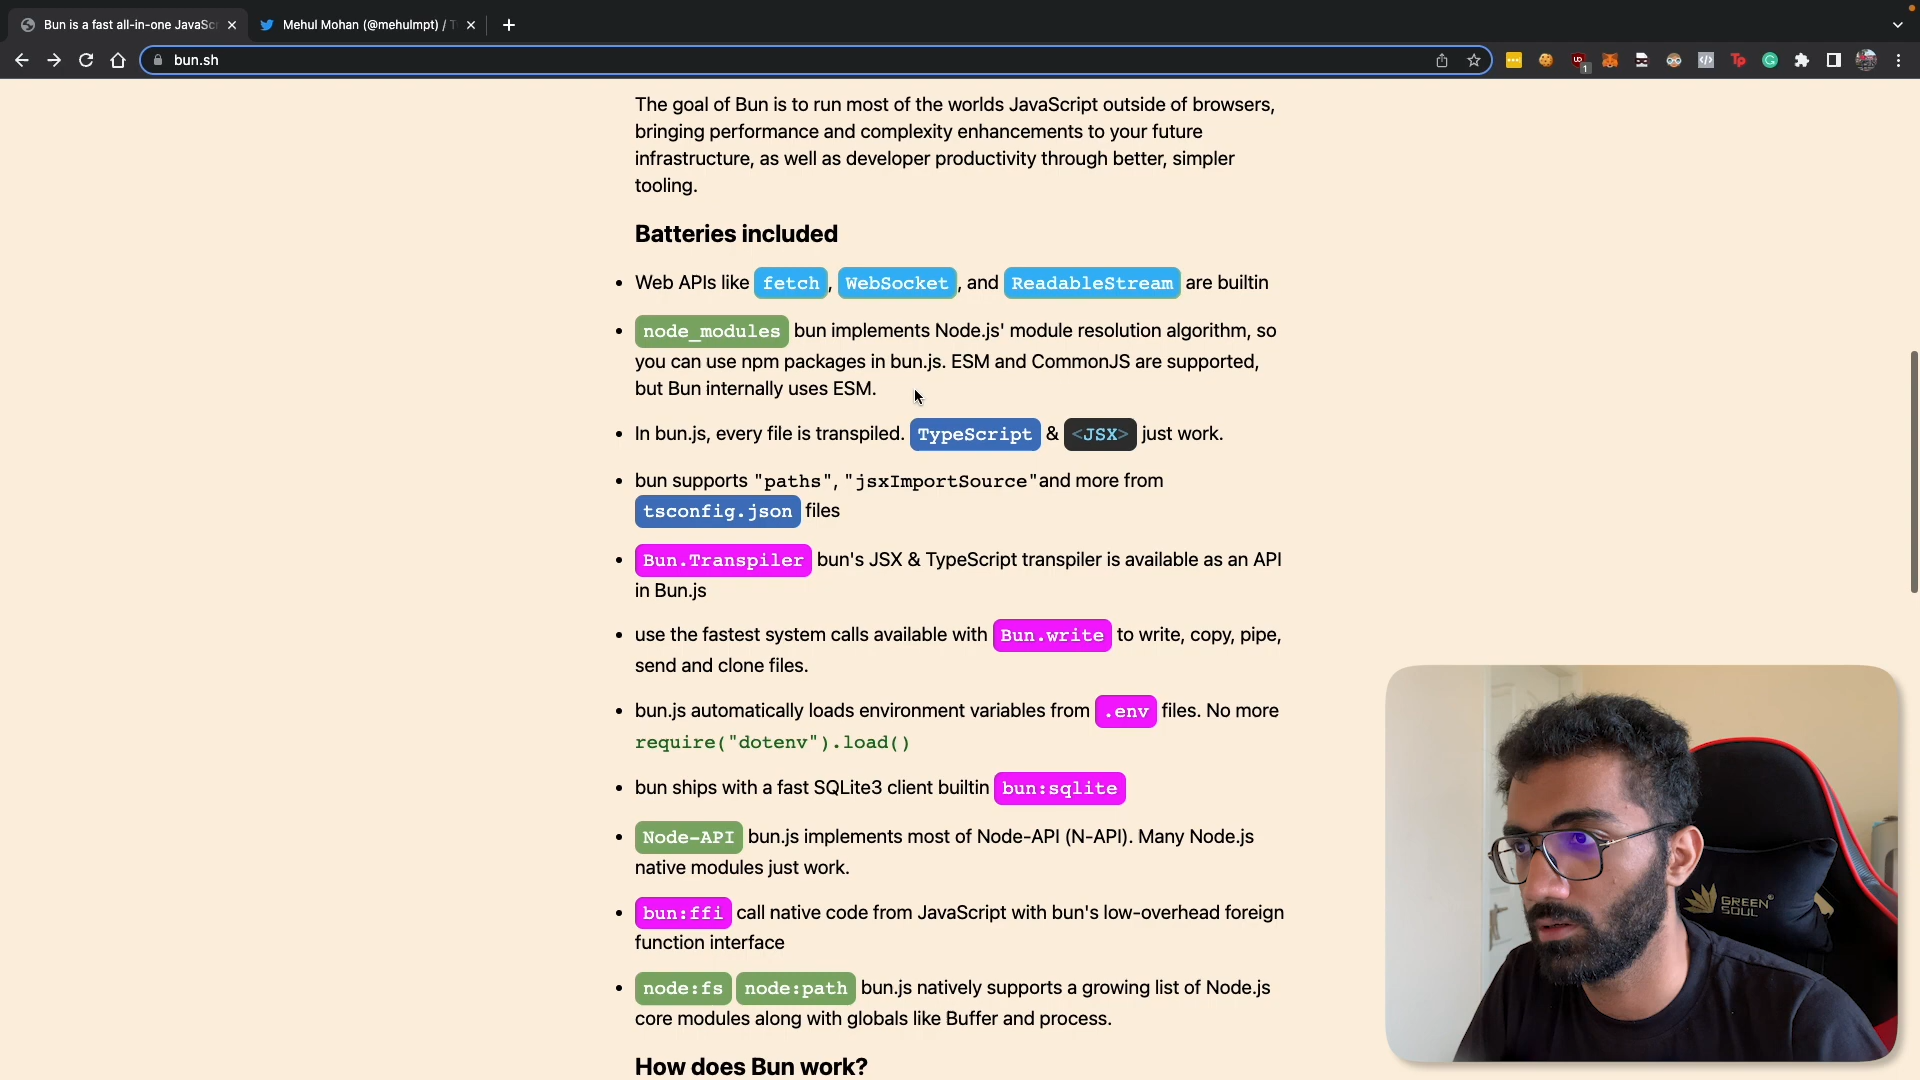 Bun is a fast all-in-one JavaSc
Mehul Mohan (@mehulmpt) / T
bun.sh
1
The goal of Bun is to run most of the worlds JavaScript outside of browsers,
bringing performance and complexity enhancements to your future
infrastructure, as well as developer productivity through better, simpler
tooling.
Batteries included
• Web APIs like fetch, WebSocket, and ReadableStream are builtin
• node_modules bun implements Node.js' module resolution algorithm, so
you can use npm packages in bun.js. ESM and CommonJS are supported,
but Bun internally uses ESM.
• In bun.js, every file is transpiled. TypeScript & <JSX> just work.
• bun supports "paths", "jsxImportSource"and more from
tsconfig.json files
• Bun.Transpiler bun's JSX & TypeScript transpiler is available as an API
in Bun.js
• use the fastest system calls available with Bun.write to write, copy, pipe,
send and clone files.
• bun.js automatically loads environment variables from .env files. No more
require("dotenv").load()
• bun ships with a fast SQLite3 client builtin bun:sqlite
• Node-API bun.js implements most of Node-API (N-API). Many Node.js
native modules just work.
• bun:ffi call native code from JavaScript with bun's low-overhead foreign
function interface
• node:fs node:path bun.js natively supports a growing list of Node.js
core modules along with globals like Buffer and process.
How does Bun work?
GREEN
SOUL